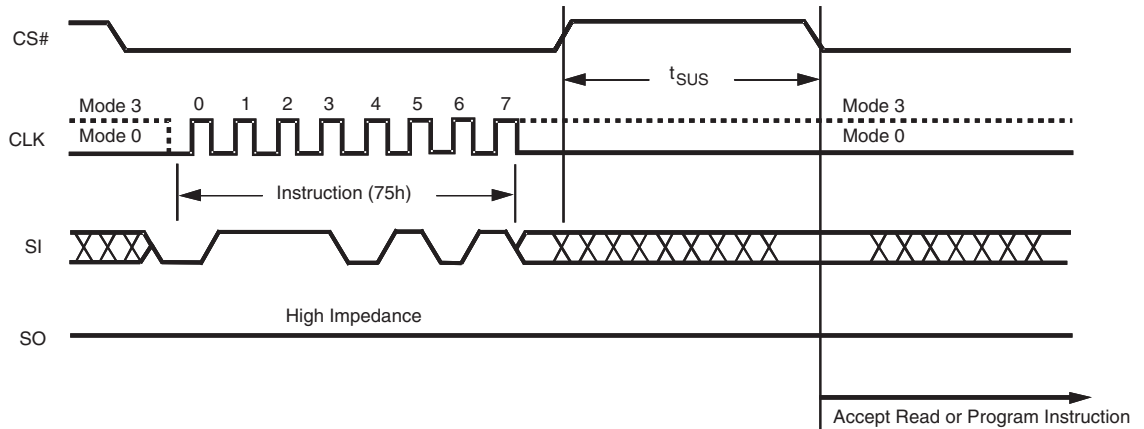 CS#
t SUS
Mode 3
0 1 2 3 4 5 6 7
Mode 3
CLK
Mode 0
Mode 0
Instruction (75h)
SI
High Impedance
SO
Accept Read or Program Instruction